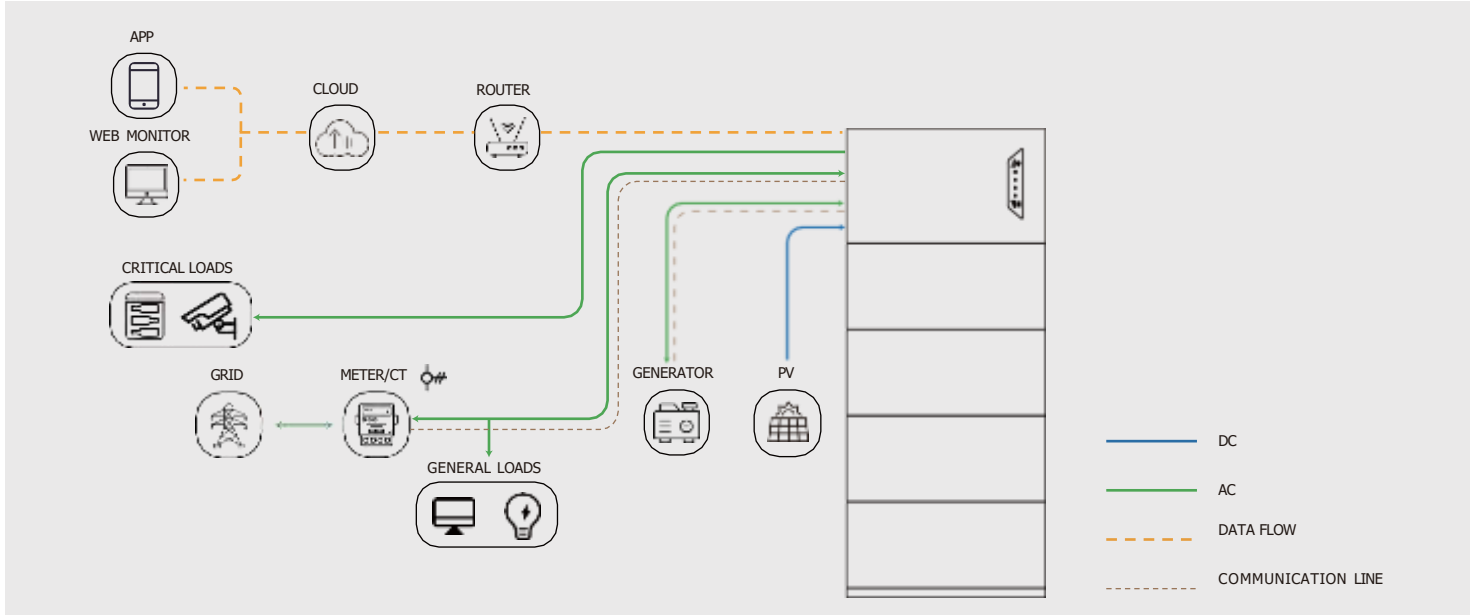 APP
CLOUD
ROUTER
WEB MONITOR
CRITICAL LOADS
GRID
METER/CT
GENERATOR
PV
GENERAL LOADS
DC
AC
DATA FLOW
COMMUNICATION LINE